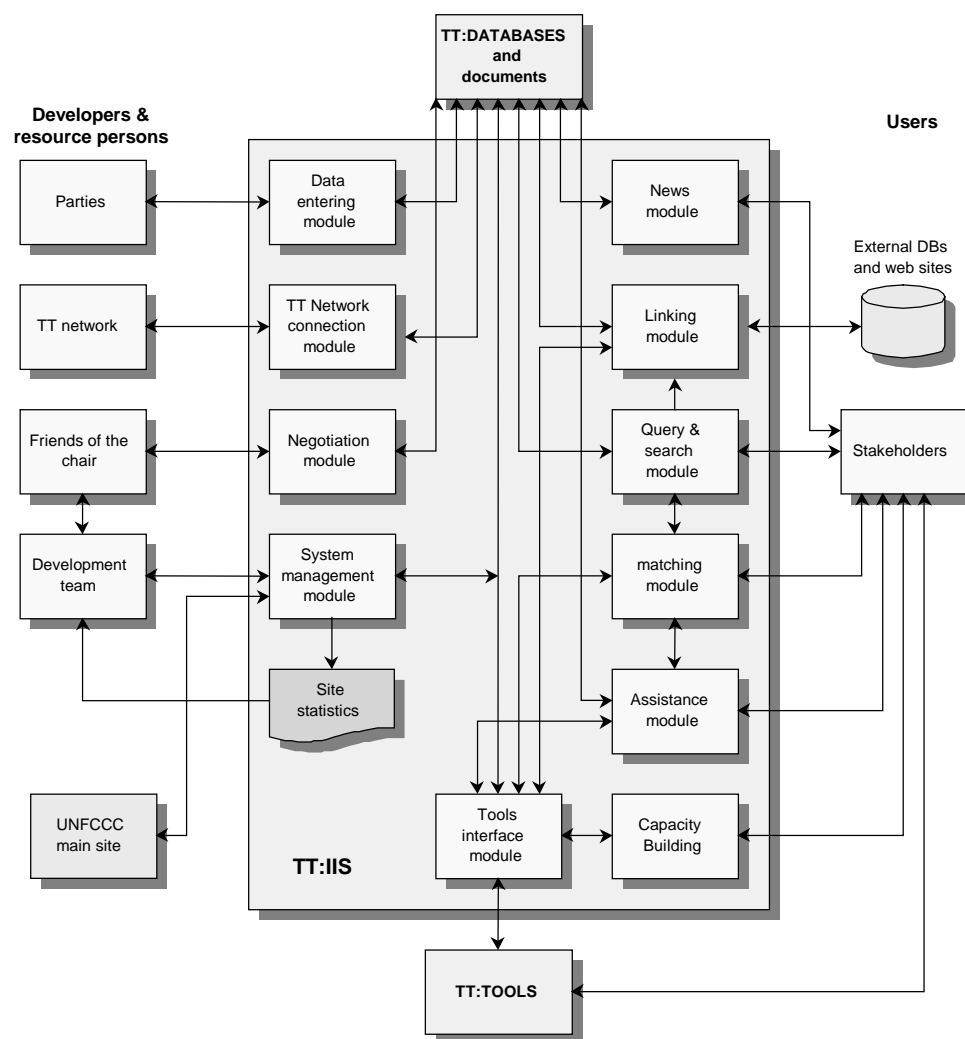 TT:DATABASES
and
documents
Developers &
resource persons
Users
Parties
Data
entering
module
News
module
External DBs
and web sites
TT network
TT Network
connection
module
Linking
module
Friends of the
chair
Negotiation
module
Query &
search
module
Stakeholders
Development
team
System
management
module
matching
module
Site
statistics
Assistance
module
UNFCCC
main site
Tools
interface
module
Capacity
Building
TT:IIS
TT:TOOLS